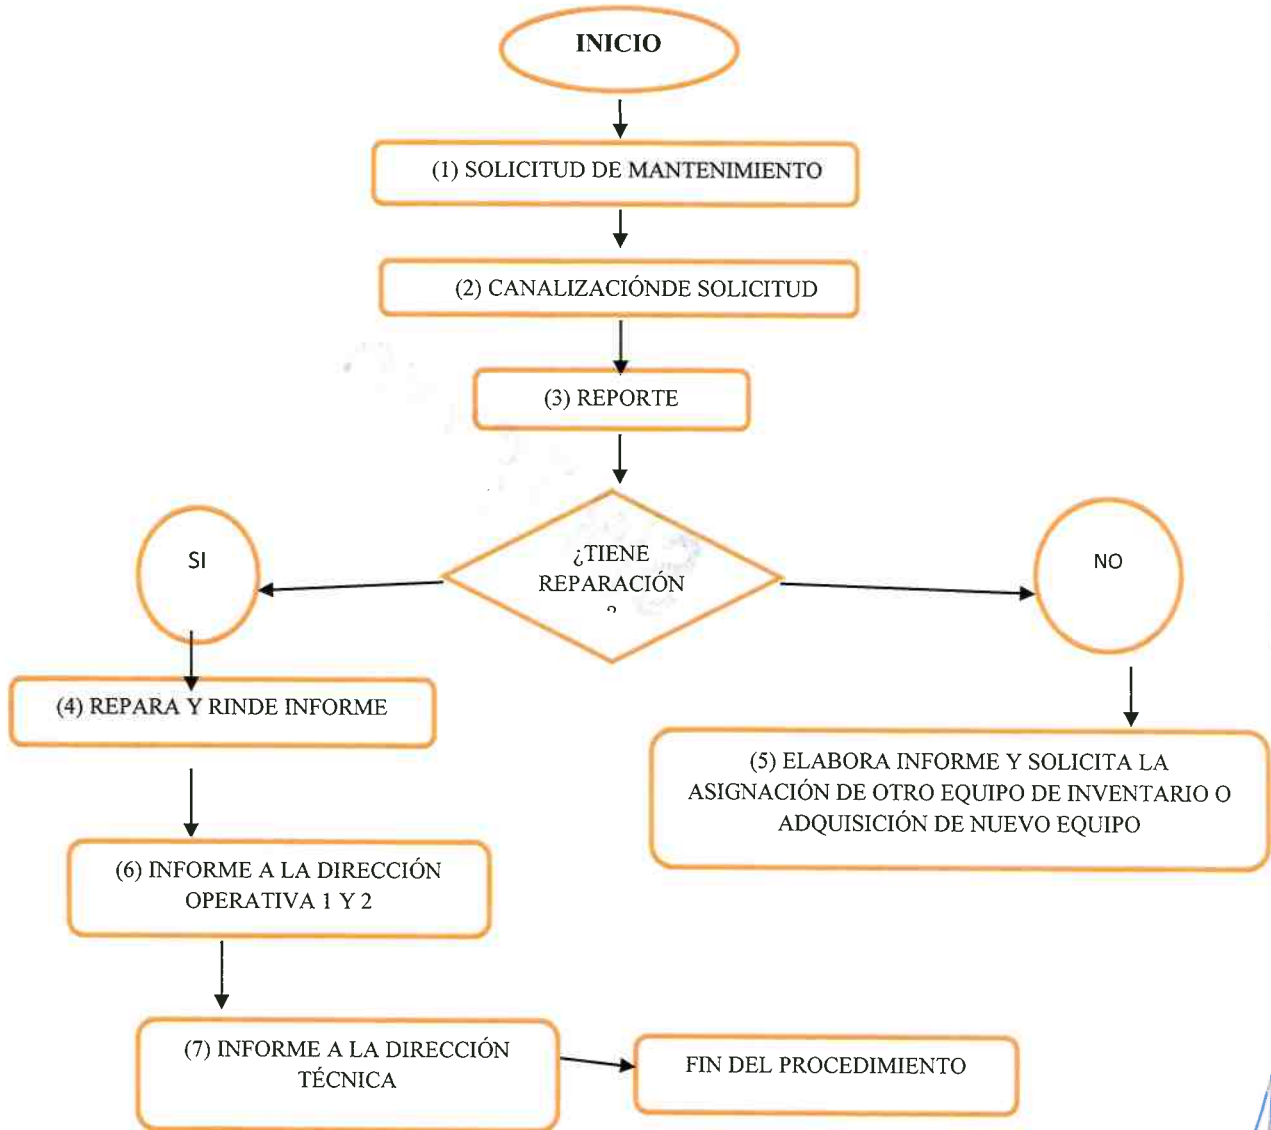 INICIO
(1) SOLICITUD DE MANTENIMIENTO
(2) CANALIZACIÓNDE SOLICITUD
(3) REPORTE
¿TIENE
REPARACIÓN
?
SI
NO
(4) REPARA Y RINDE INFORME
(5) ELABORA INFORME Y SOLICITA LA
ASIGNACIÓN DE OTRO EQUIPO DE INVENTARIO O
ADQUISICIÓN DE NUEVO EQUIPO
(6) INFORME A LA DIRECCIÓN
OPERATIVA 1 Y 2
(7) INFORME A LA DIRECCIÓN
TÉCNICA
FIN DEL PROCEDIMIENTO